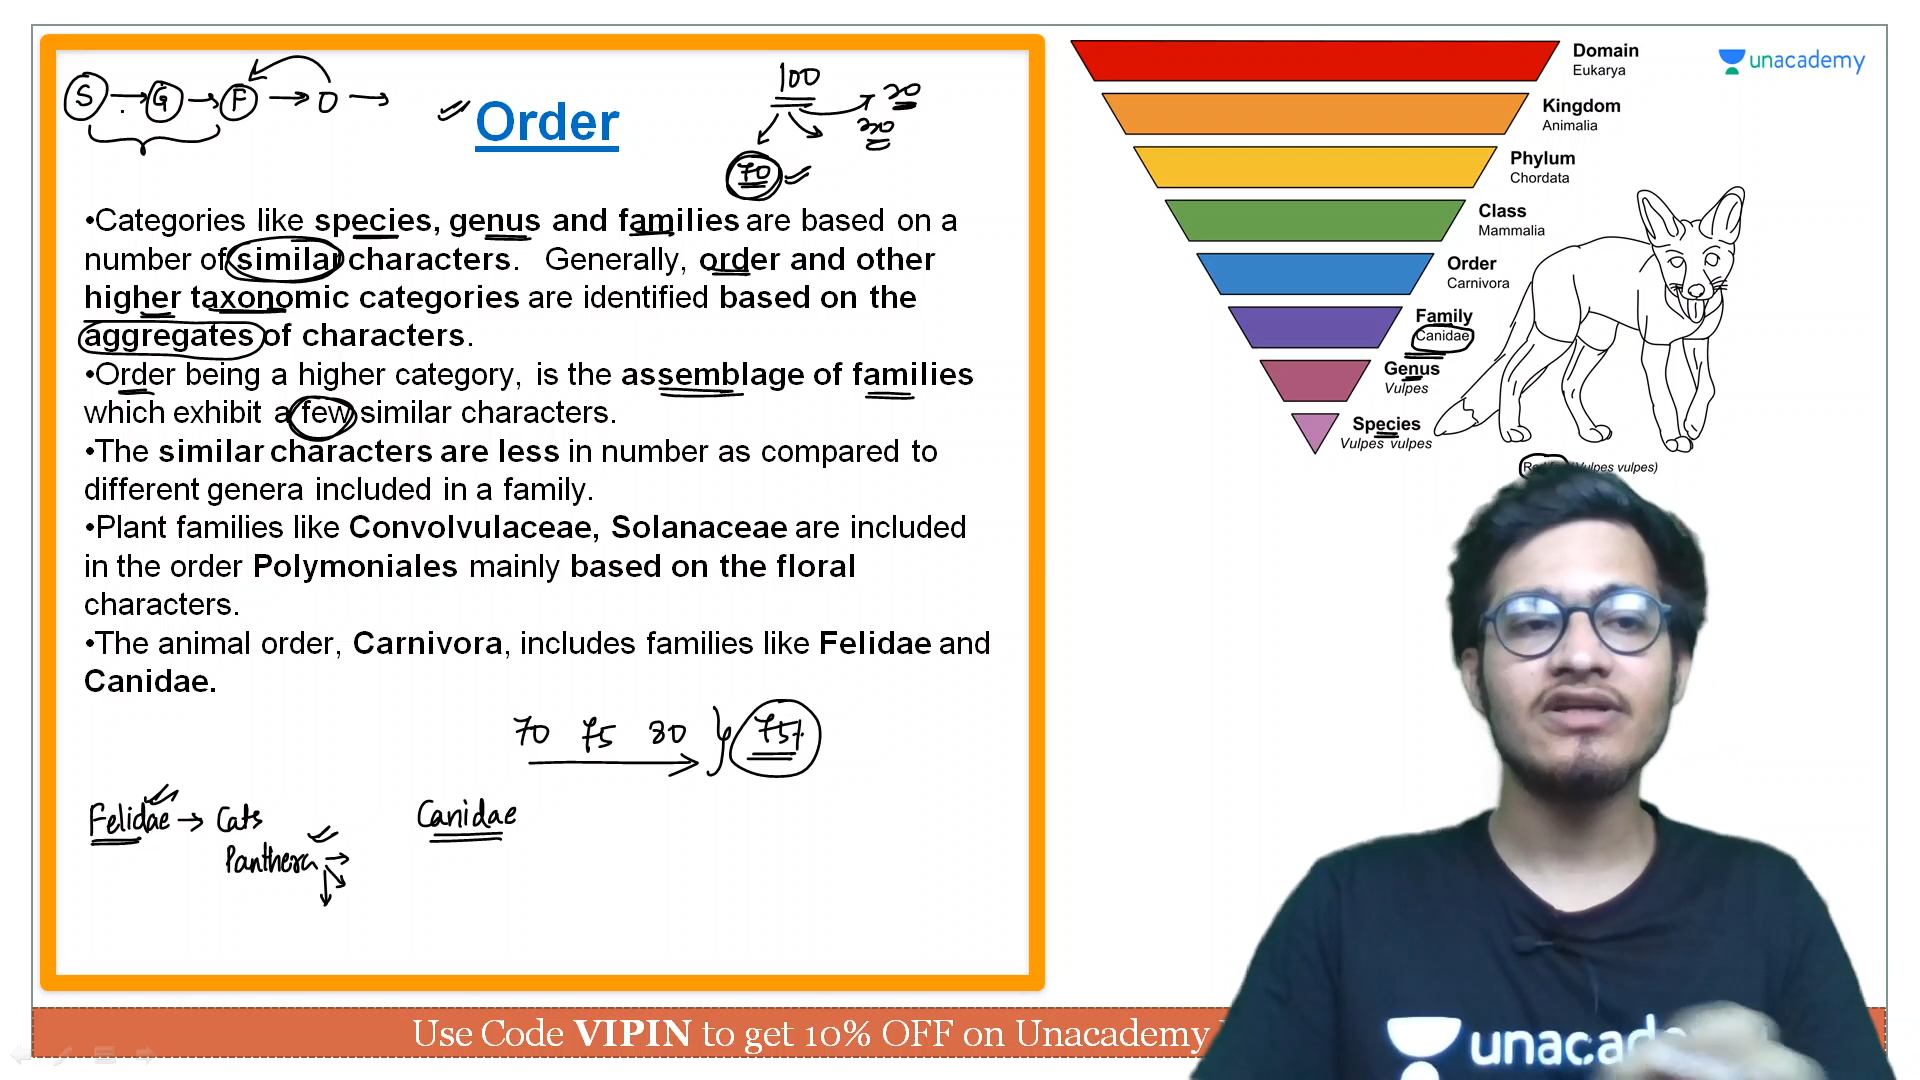 S → G → F → O →
Order
100
20
20
70
•Categories like species, genus and families are based on a
number of similar characters. Generally, order and other
higher taxonomic categories are identified based on the
aggregates of characters.
•Order being a higher category, is the assemblage of families
which exhibit a few similar characters.
•The similar characters are less in number as compared to
different genera included in a family.
•Plant families like Convolvulaceae, Solanaceae are included
in the order Polymoniales mainly based on the floral
characters.
•The animal order, Carnivora, includes families like Felidae and
Canidae.
70 75 80 75%
Felidae → Cats
Panthera →
Canidae
Domain
Eukarya
Kingdom
Animalia
Phylum
Chordata
Class
Mammalia
Order
Carnivora
Family
Canidae
Genus
Vulpes
Species
Vulpes vulpes
(Vulpes vulpes)
unacademy
Use Code VIPIN to get 10% OFF on Unacademy
unacad